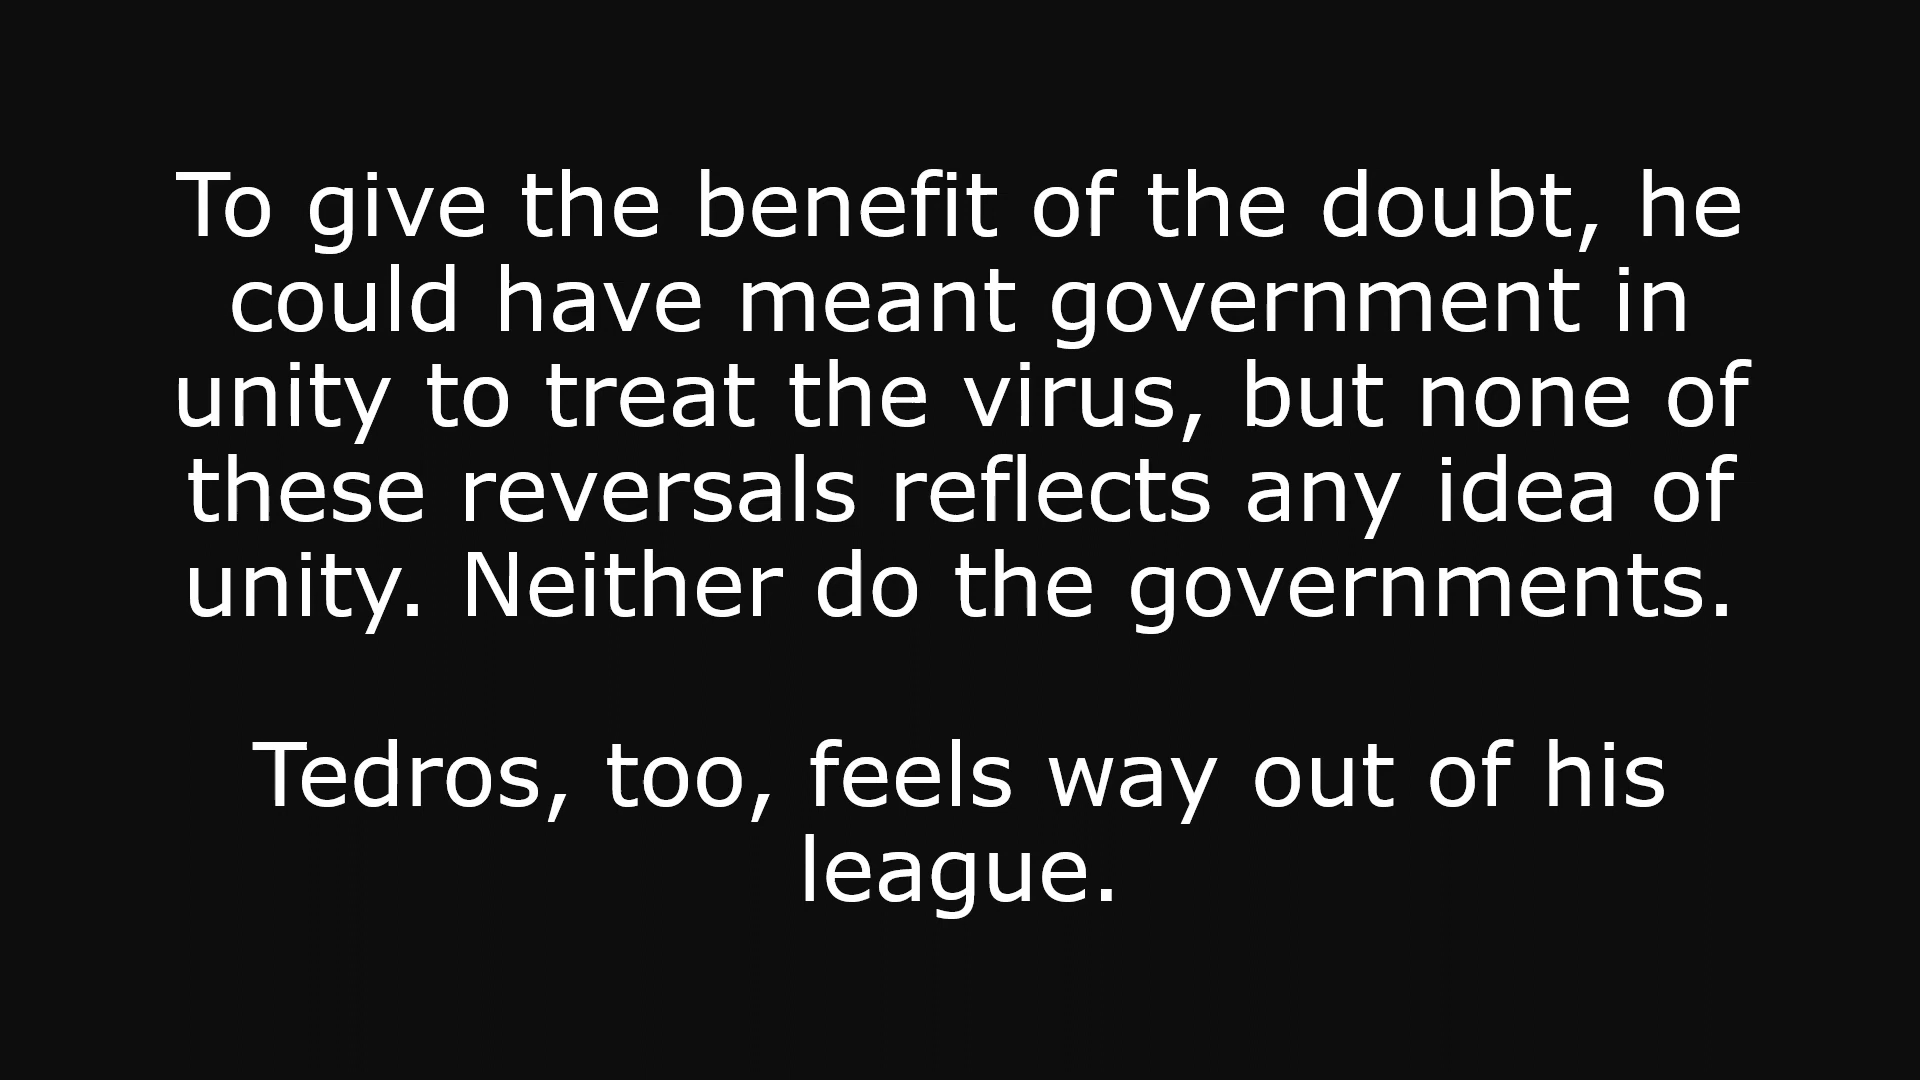 To give the benefit of the doubt, he
could have meant government in
unity to treat the virus, but none of
these reversals reflects any idea of
unity. Neither do the governments.
Tedros, too, feels way out of his
league.